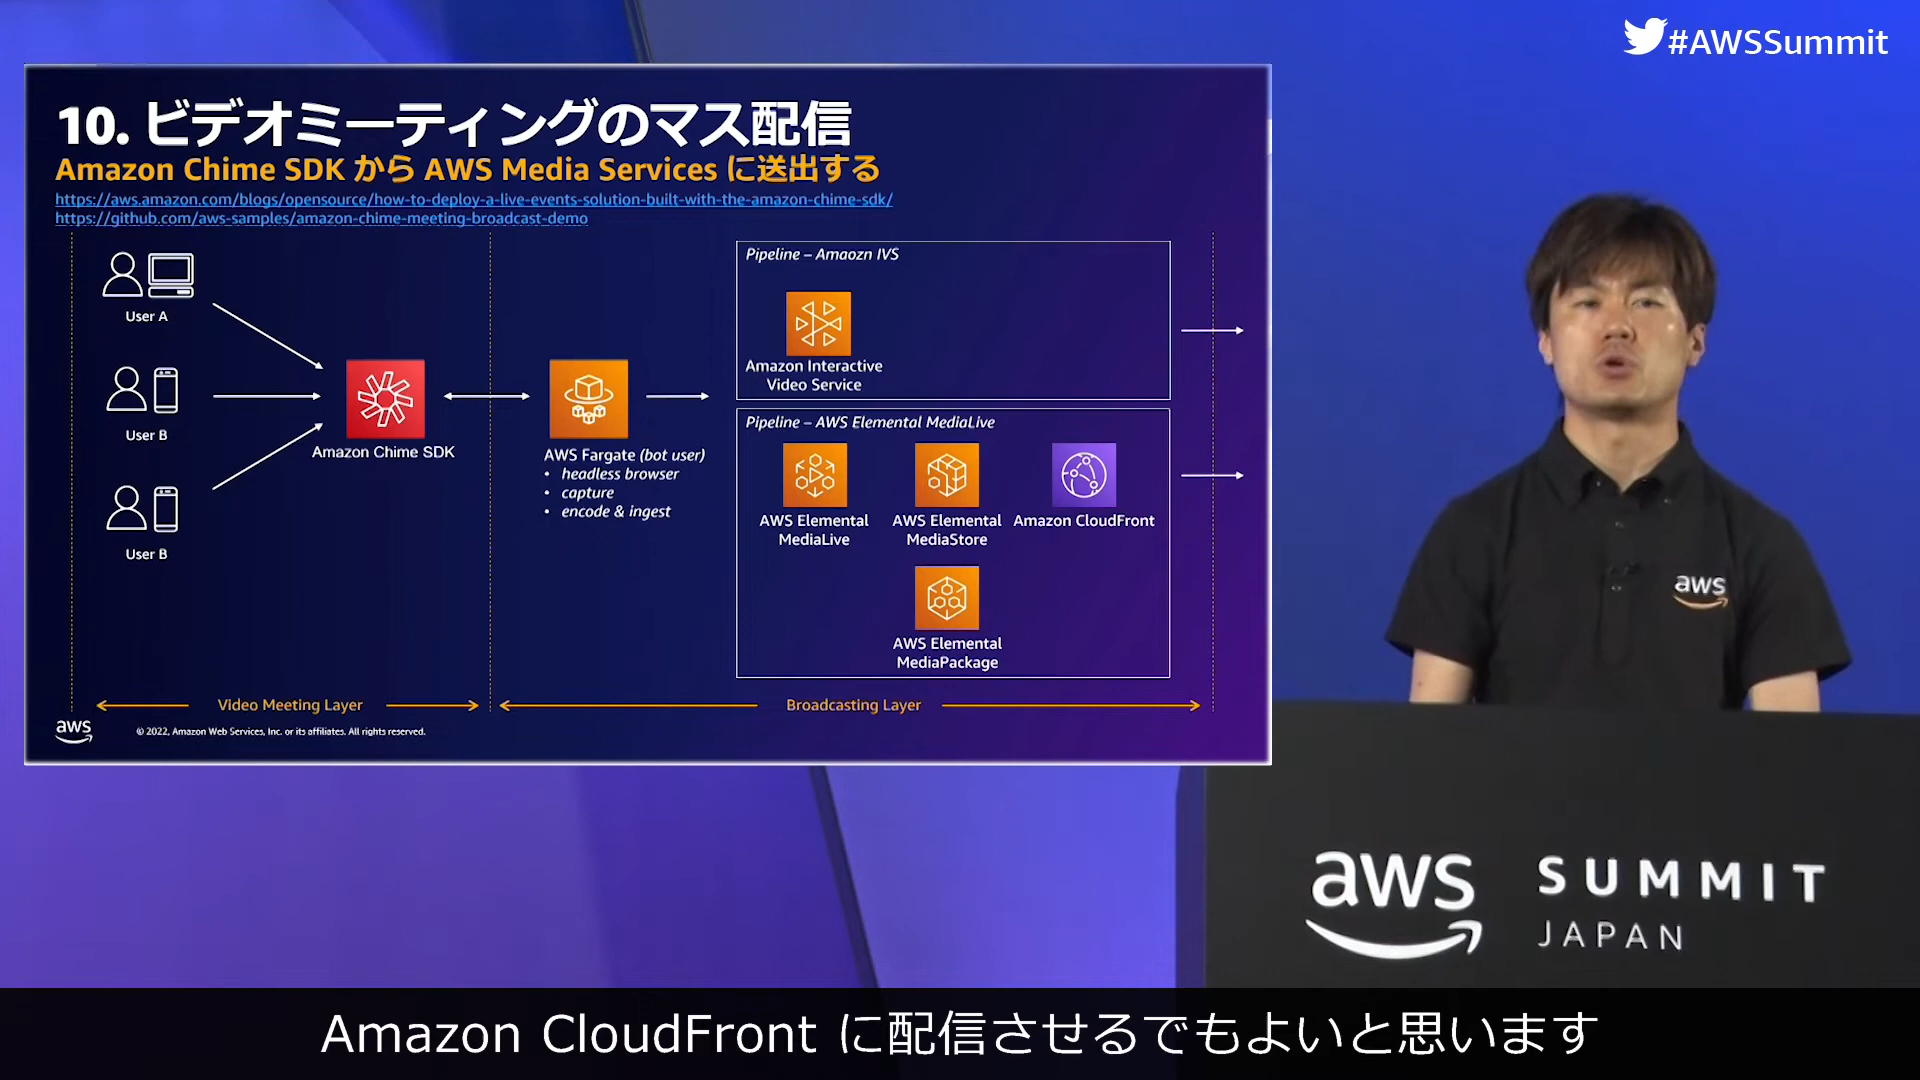 #AWSSummit
10. ビデオミーティングのマス配信
Amazon Chime SDK から AWS Media Services に送出する
https://aws.amazon.com/blogs/opensource/how-to-deploy-a-live-events-solution-built-with-the-amazon-chime-sdk/
https://github.com/aws-samples/amazon-chime-meeting-broadcast-demo
User A
User B
User B
Amazon Chime SDK
AWS Fargate (bot user)
• headless browser
• capture
• encode & ingest
Pipeline – Amaozn IVS
Amazon Interactive
Video Service
Pipeline – AWS Elemental MediaLive
AWS Elemental
MediaLive
AWS Elemental
MediaStore
Amazon CloudFront
AWS Elemental
MediaPackage
Video Meeting Layer
Broadcasting Layer
aws
© 2022, Amazon Web Services, Inc. or its affiliates. All rights reserved.
aws
aws SUMMIT
JAPAN
Amazon CloudFront に配信させるでもよいと思います